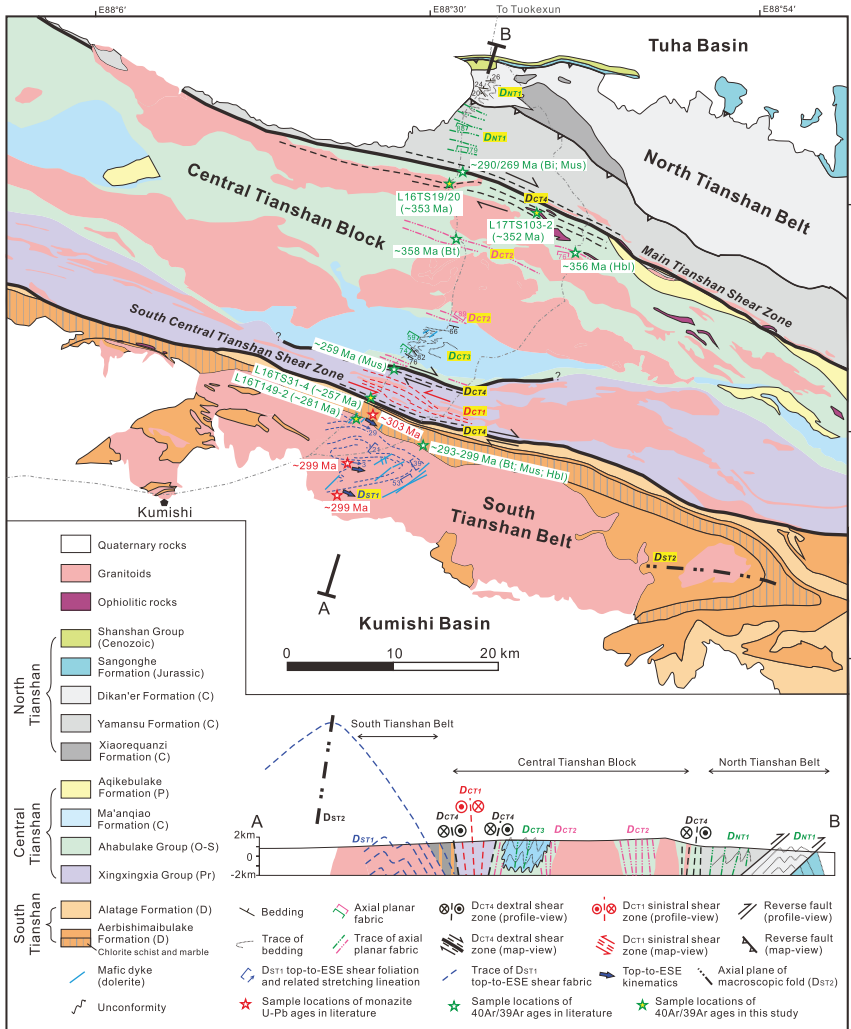 E88°6′
E88°30′
To Tuokexun
E88°54′
B
Tuha Basin
26
24
20
DNT1
DNT1
North Tianshan Belt
~290/269 Ma (Bi; Mus)
Central Tianshan Block
L16TS19/20
(~353 Ma)
DCT4
L17TS103-2
(~352 Ma)
~358 Ma (Bt)
DCT2
~356 Ma (Hbl)
Main Tianshan Shear Zone
South Central Tianshan Shear Zone
DCT2
66
?
DCT3
62
76
~259 Ma (Mus)
?
L16TS31-4 (~257 Ma)
DCT4
L16T149-2 (~281 Ma)
DCT1
~303 Ma
DCT4
~293-299 Ma (Bt; Mus; Hbl)
~299 Ma
53
DST1
~299 Ma
Kumishi
South
Tianshan Belt
DST2
A
Kumishi Basin
0 10 20 km
Quaternary rocks
Granitoids
Ophiolitic rocks
North
Tianshan
Shanshan Group
(Cenozoic)
Sangonghe
Formation (Jurassic)
Dikan'er Formation (C)
Yamansu Formation (C)
Xiaorequanzi
Formation (C)
Central
Tianshan
Aqikebulake
Formation (P)
Ma'anqiao
Formation (C)
Ahabulake Group (O-S)
Xingxingxia Group (Pr)
South
Tianshan
Alatage Formation (D)
Aerbishimaibulake
Formation (D)
Chlorite schist and marble
Mafic dyke
(dolerite)
Unconformity
South Tianshan Belt
Central Tianshan Block
North Tianshan Belt
DST2
A
B
DCT1
DCT4
DCT4
DCT3
DCT2
DCT2
DCT4
DNT1
DNT1
DST1
2km
0
-2km
2km
0
-2km
Bedding
Axial planar
fabric
DCT4 dextral shear
zone (profile-view)
DCT1 sinistral shear
zone (profile-view)
Reverse fault
(profile-view)
Trace of
bedding
Trace of axial
planar fabric
DCT4 dextral shear
zone (map-view)
DCT1 sinistral shear
zone (map-view)
Reverse fault
(map-view)
DST1 top-to-ESE shear foliation
and related stretching lineation
Trace of DST1
top-to-ESE shear fabric
Top-to-ESE
kinematics
Axial plane of
macroscopic fold (DST2)
Sample locations of monazite
U-Pb ages in literature
Sample locations of
40Ar/39Ar ages in literature
Sample locations of
40Ar/39Ar ages in this study